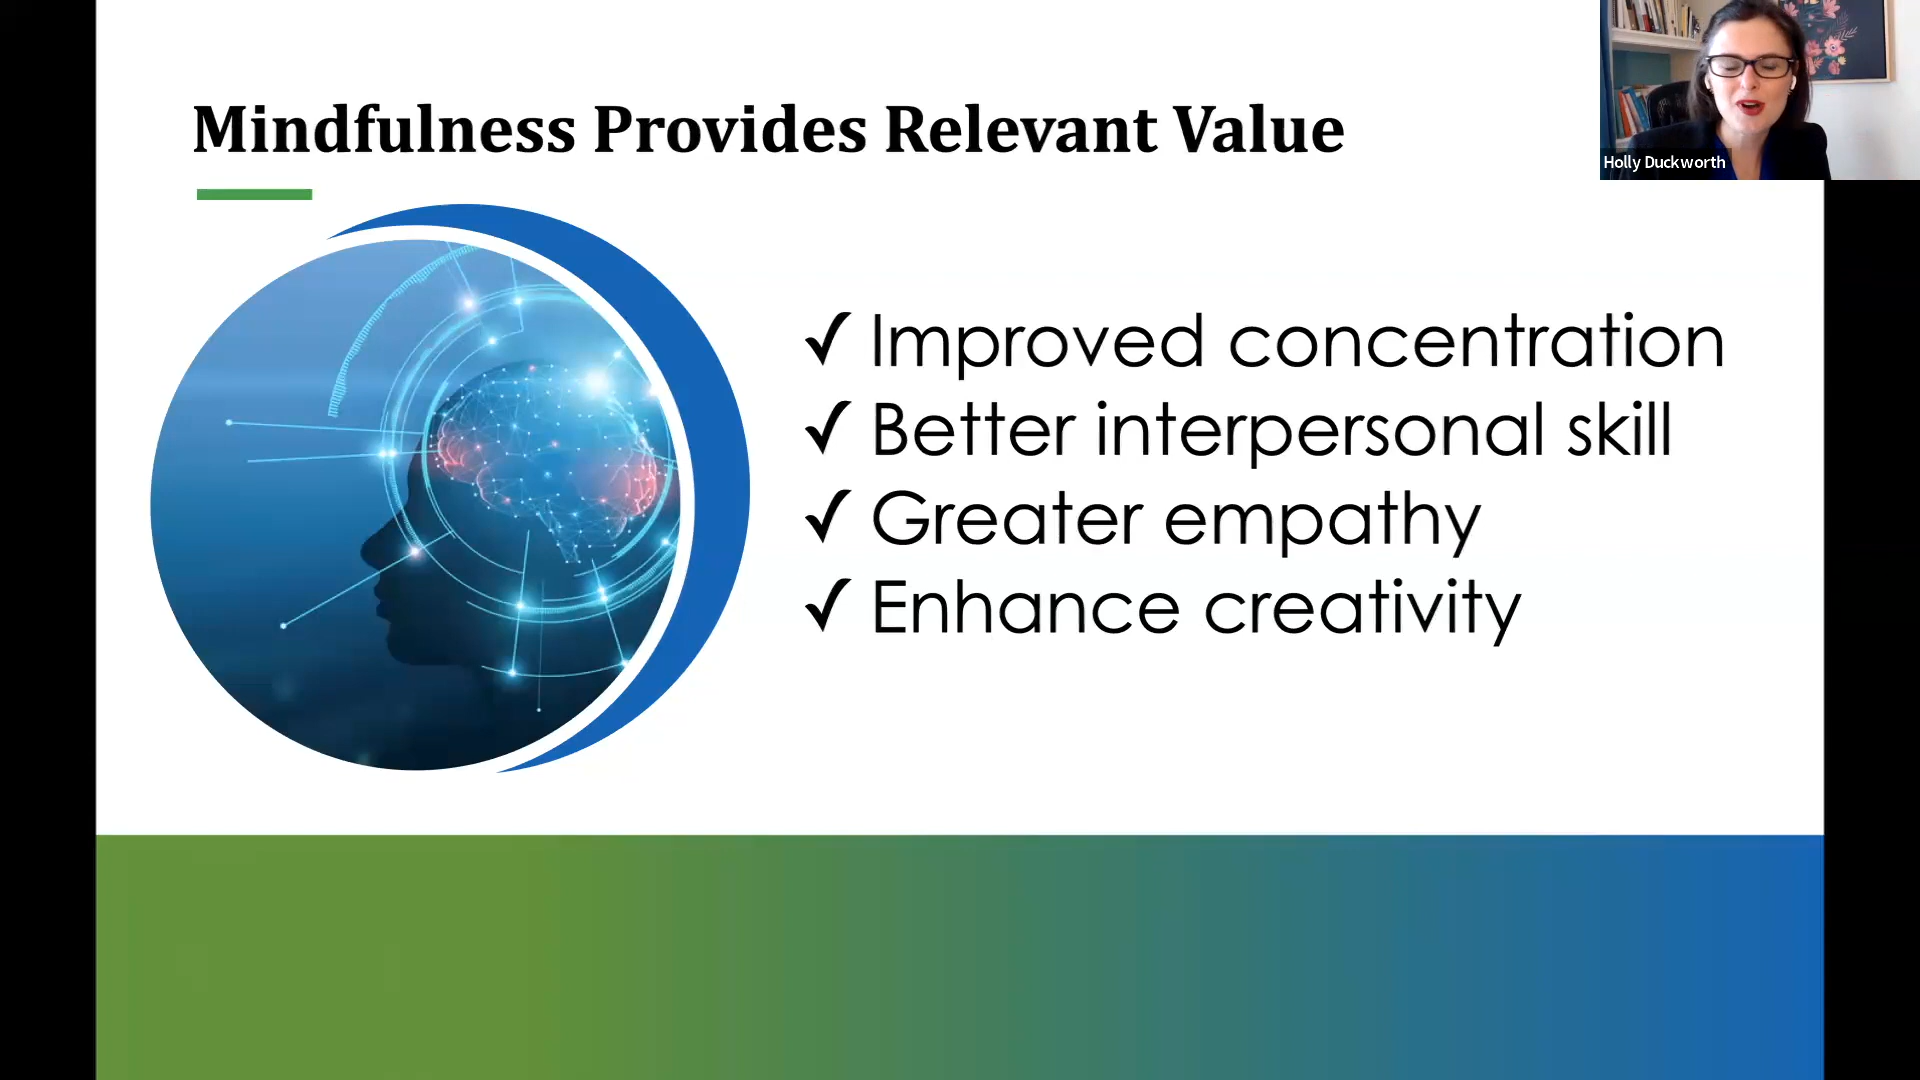 Mindfulness Provides Relevant Value
Holly Duckworth
✓ Improved concentration
✓ Better interpersonal skill
✓ Greater empathy
✓ Enhance creativity